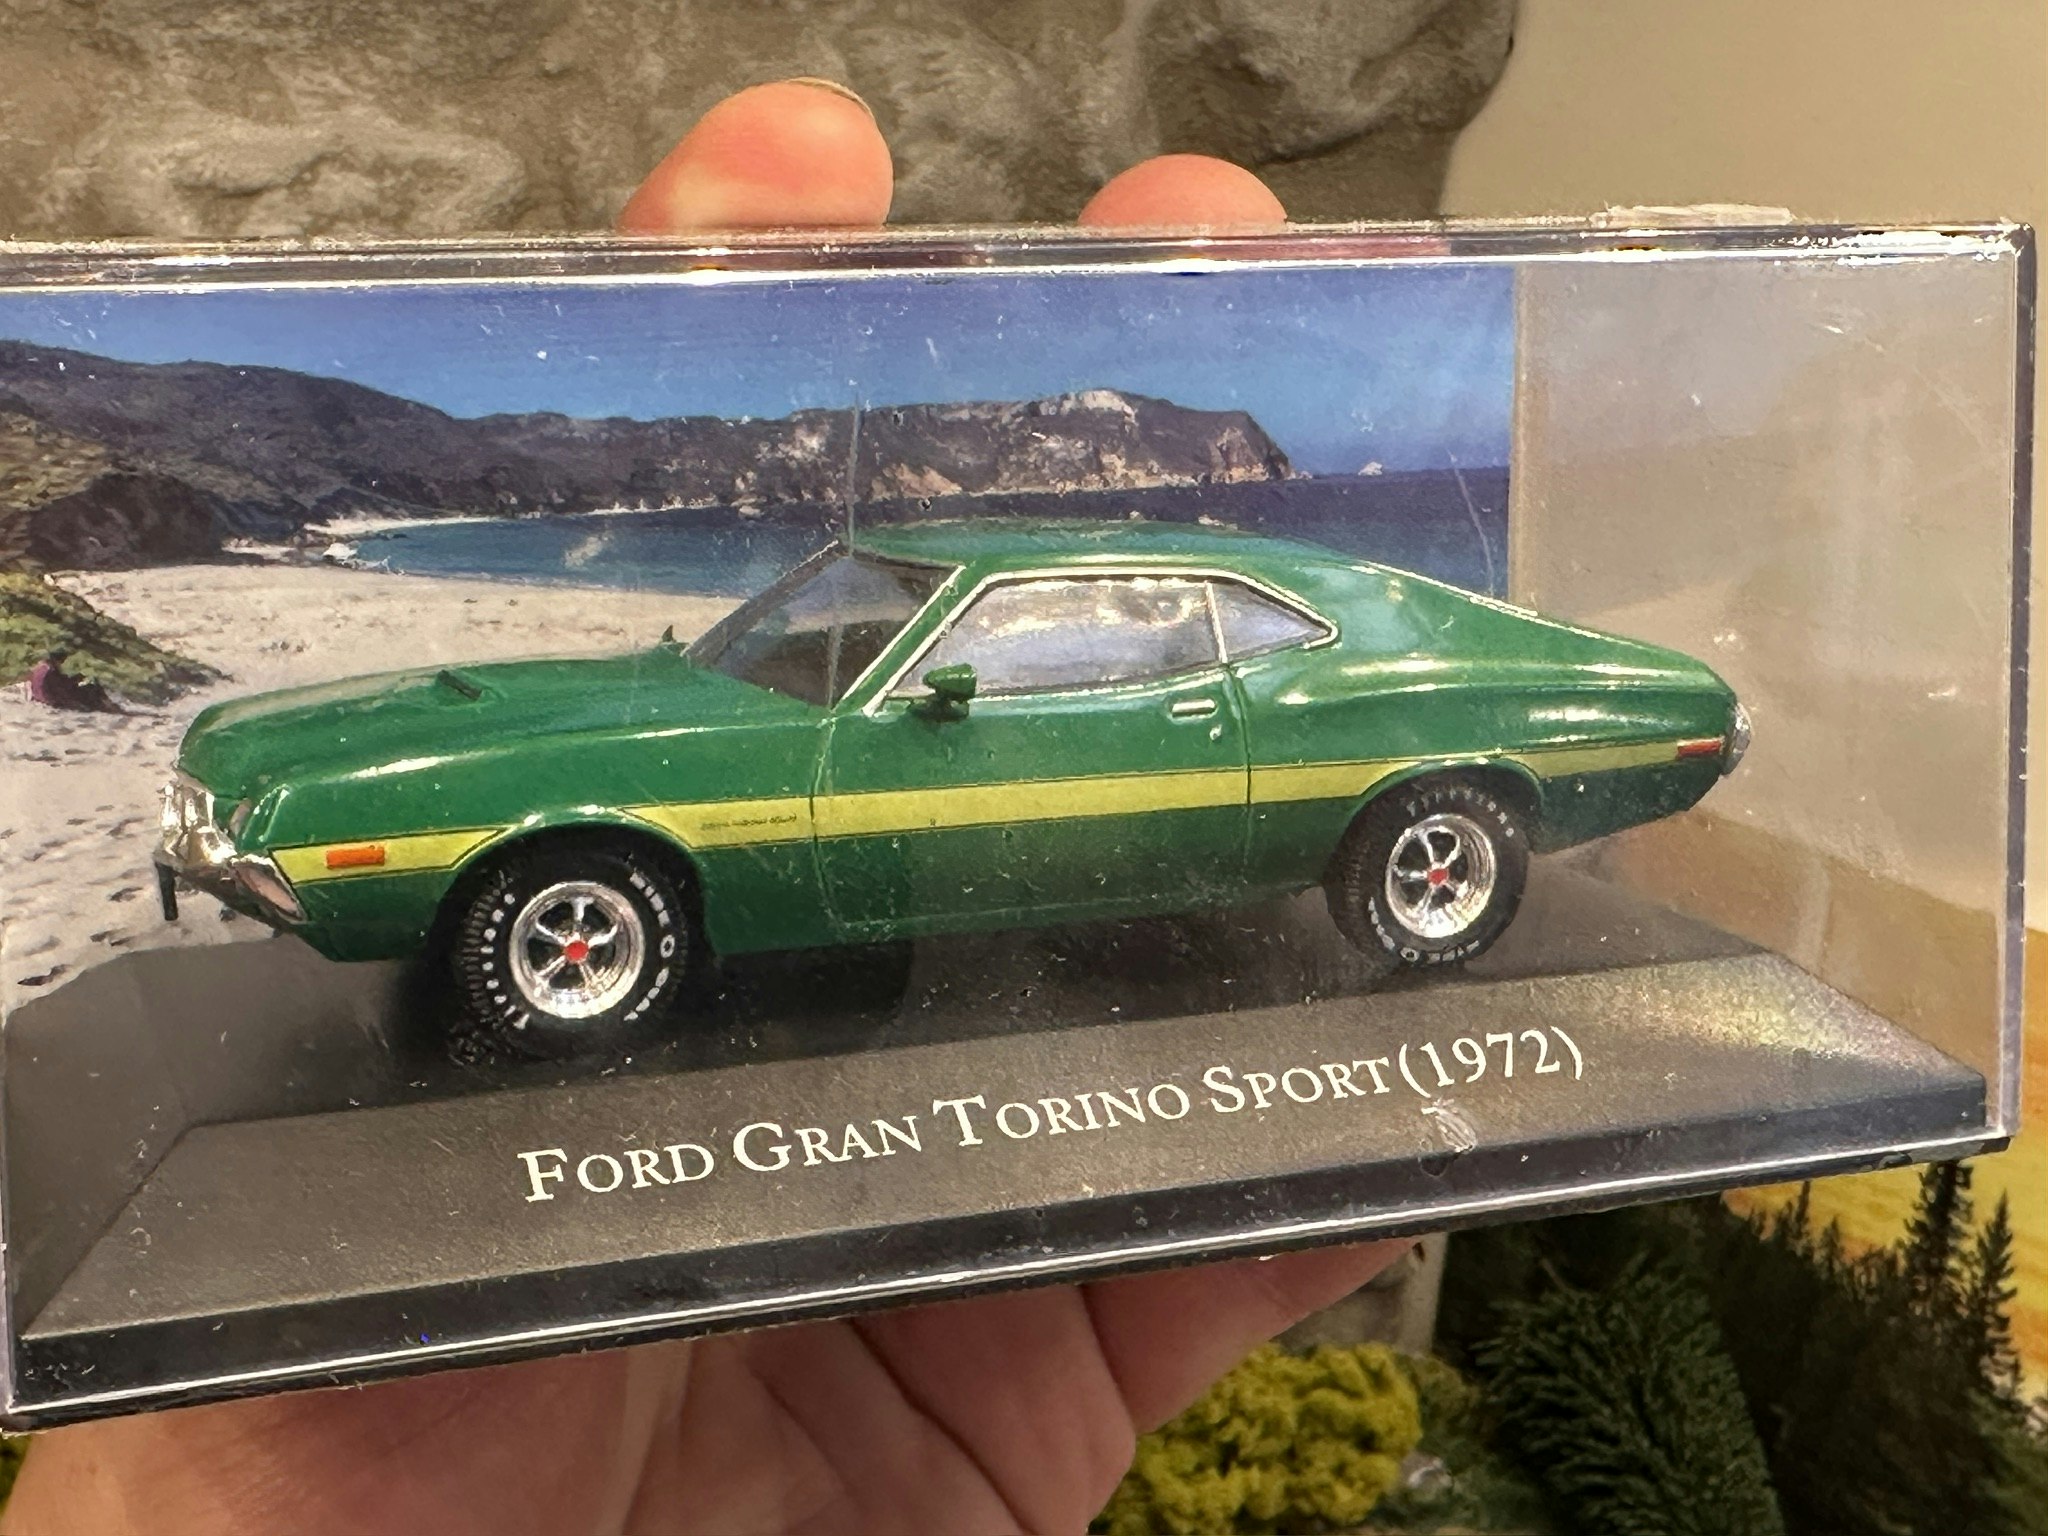 FORD GRAN TORINO SPORT (1972)